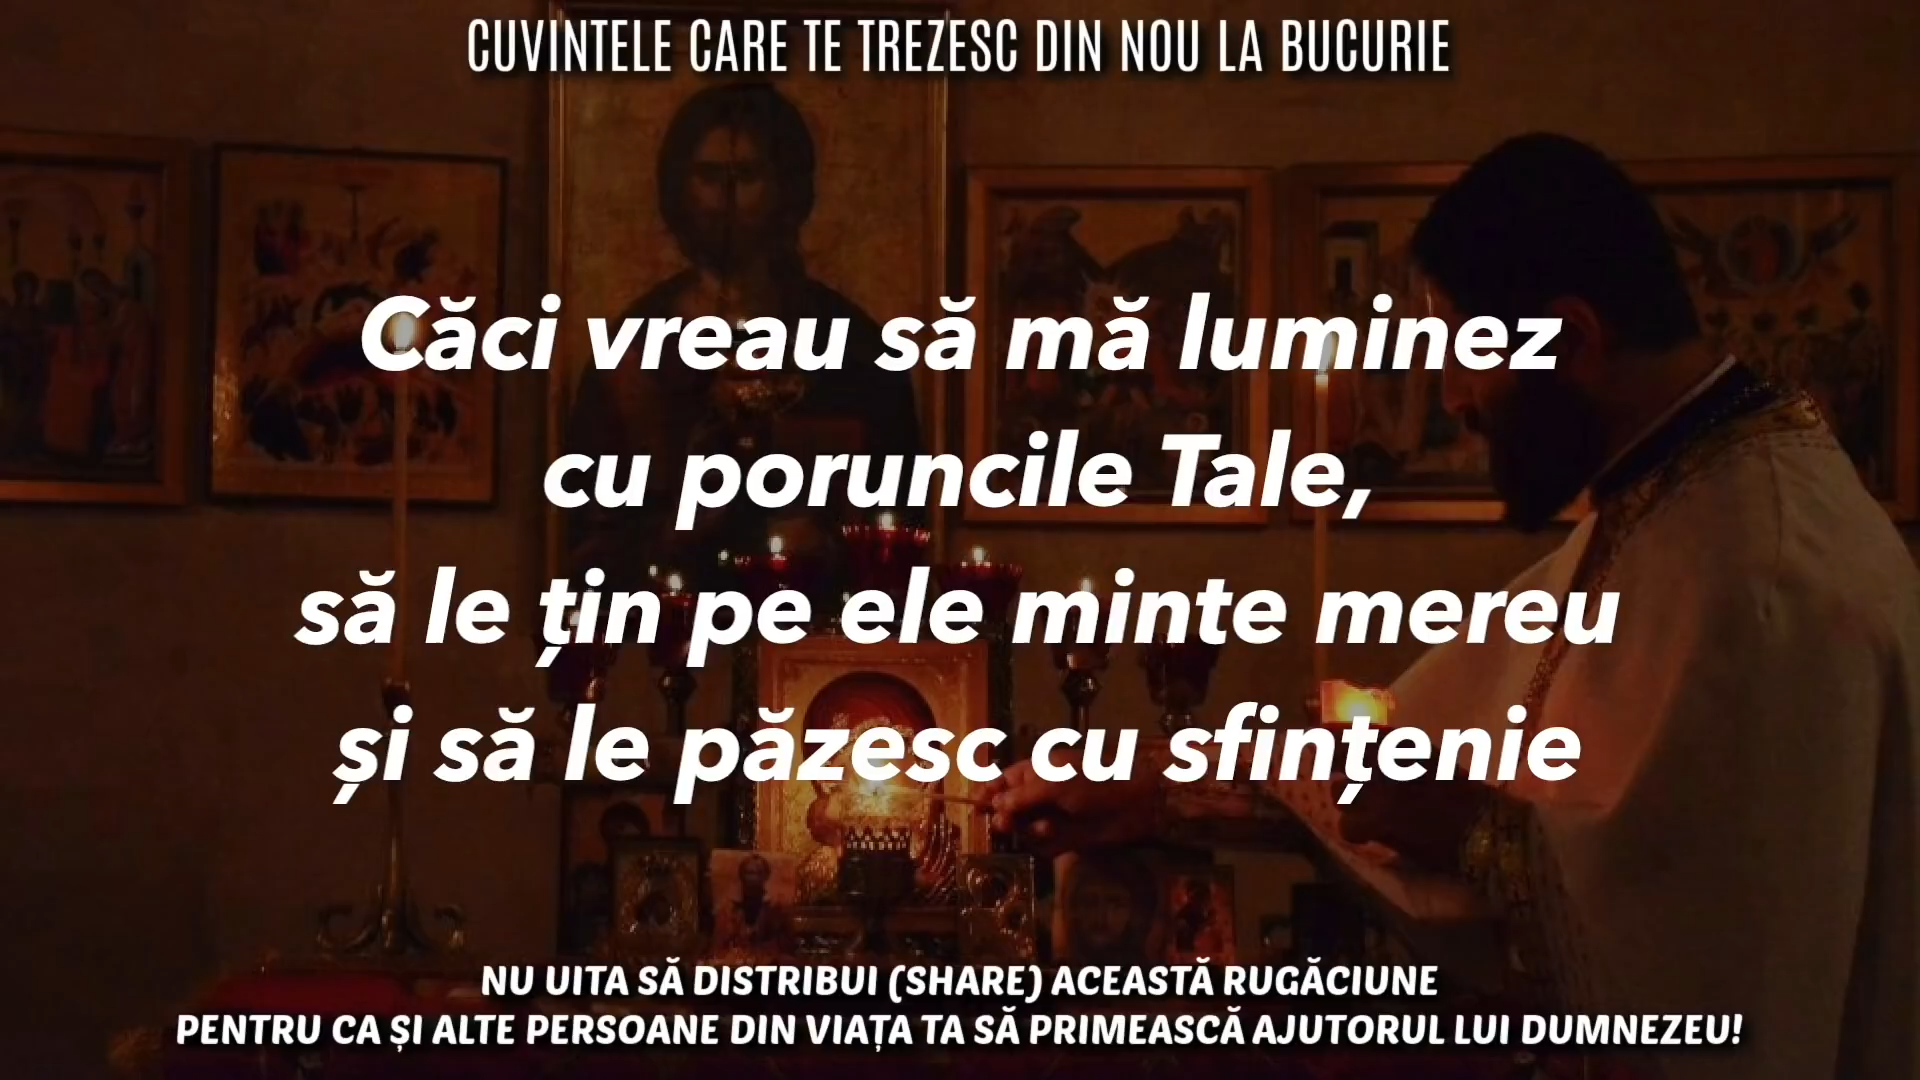 CUVINTELE CARE TE TREZESC DIN NOU LA BUCURIE
Căci vreau să mă luminez
cu poruncile Tale,
să le țin pe ele minte mereu
și să le păzesc cu sfințenie
NU UITA SĂ DISTRIBUI (SHARE) ACEASTĂ RUGĂCIUNE
PENTRU CA ȘI ALTE PERSOANE DIN VIAȚA TA SĂ PRIMEASCĂ AJUTORUL LUI DUMNEZEU!